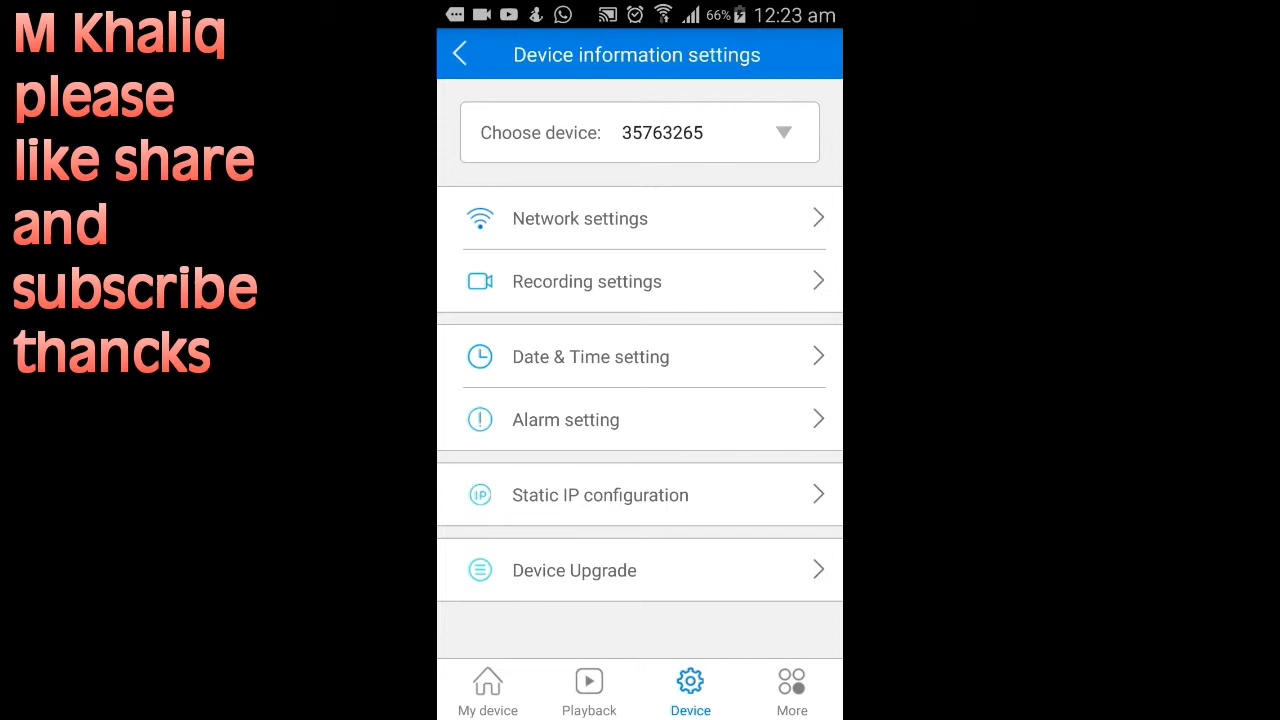 M Khaliq
please
like share
and
subscribe
thancks
66% 12:23 am
Device information settings
Choose device: 35763265
Network settings
Recording settings
Date & Time setting
Alarm setting
IP Static IP configuration
Device Upgrade
My device Playback Device More